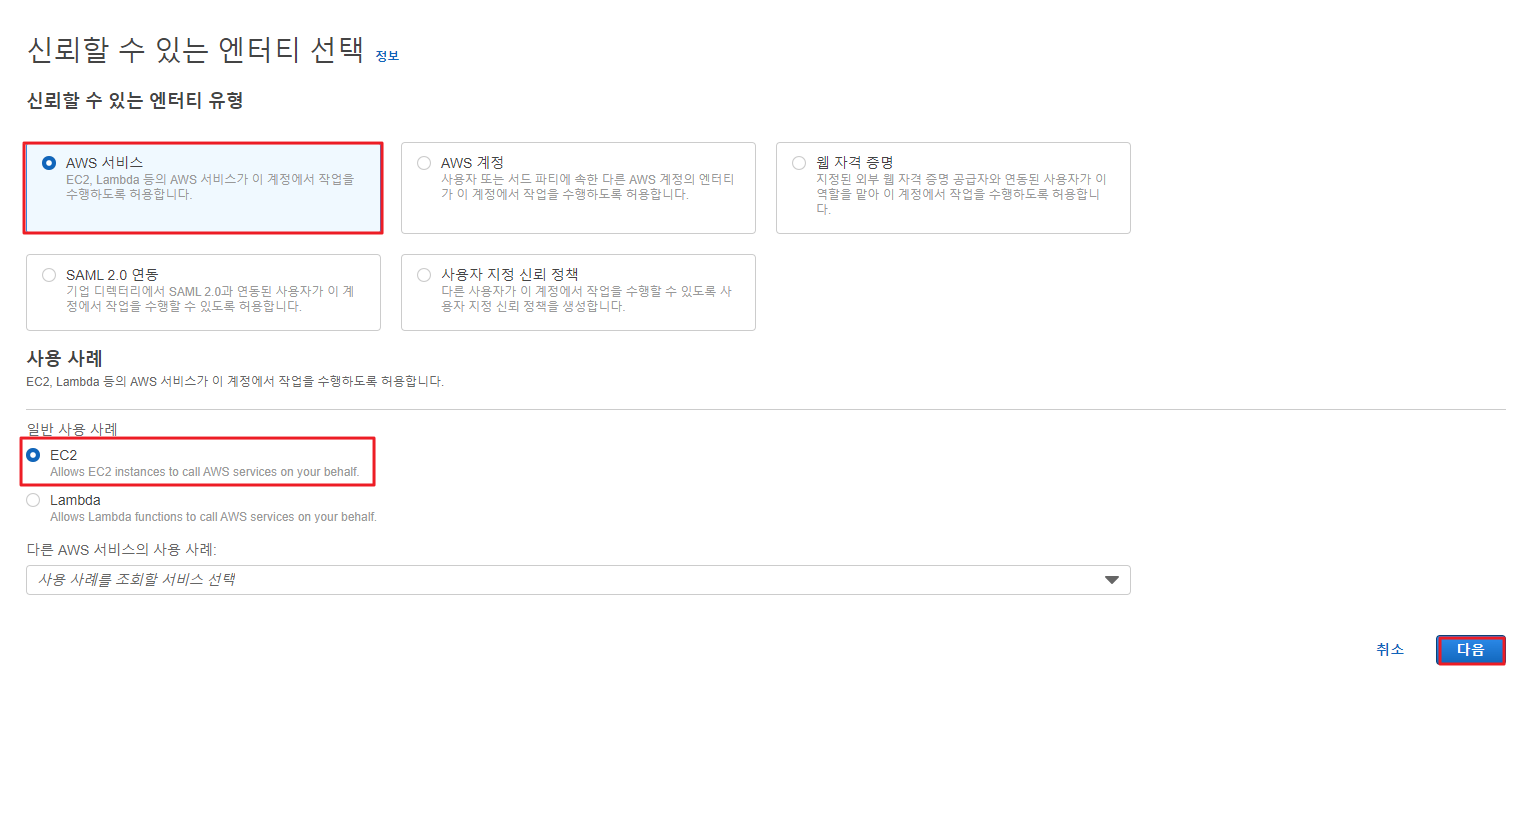 신뢰할 수 있는 엔터티 선택 정보
신뢰할 수 있는 엔터티 유형
AWS 서비스
EC2, Lambda 등의 AWS 서비스가 이 계정에서 작업을
수행하도록 허용합니다.
AWS 계정
사용자 또는 서드 파티에 속한 다른 AWS 계정의 엔터티
가 이 계정에서 작업을 수행하도록 허용합니다.
웹 자격 증명
지정된 외부 웹 자격 증명 공급자와 연동된 사용자가 이
역할을 맡아 이 계정에서 작업을 수행하도록 허용합니
다.
SAML 2.0 연동
기업 디렉터리에서 SAML 2.0과 연동된 사용자가 이 계
정에서 작업을 수행할 수 있도록 허용합니다.
사용자 지정 신뢰 정책
다른 사용자가 이 계정에서 작업을 수행할 수 있도록 사
용자 지정 신뢰 정책을 생성합니다.
사용 사례
EC2, Lambda 등의 AWS 서비스가 이 계정에서 작업을 수행하도록 허용합니다.
일반 사용 사례
EC2
Allows EC2 instances to call AWS services on your behalf.
Lambda
Allows Lambda functions to call AWS services on your behalf.
다른 AWS 서비스의 사용 사례:
사용 사례를 조회할 서비스 선택
취소
다음